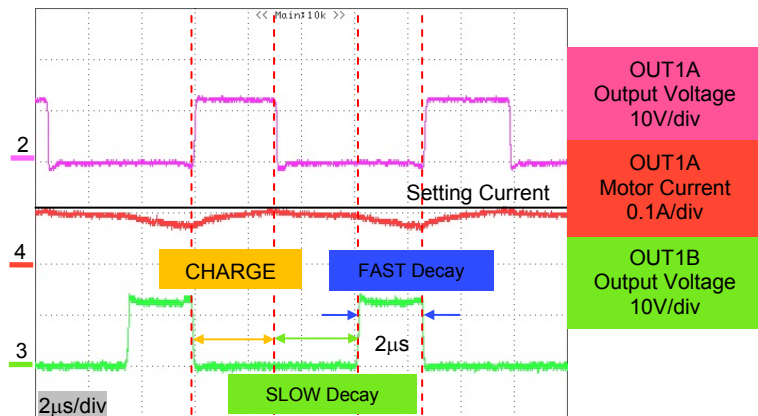 << Main:10k >>
OUT1A
Output Voltage
10V/div
2
Setting Current
OUT1A
Motor Current
0.1A/div
4
CHARGE
FAST Decay
OUT1B
Output Voltage
10V/div
2μs
3
SLOW Decay
2μs/div